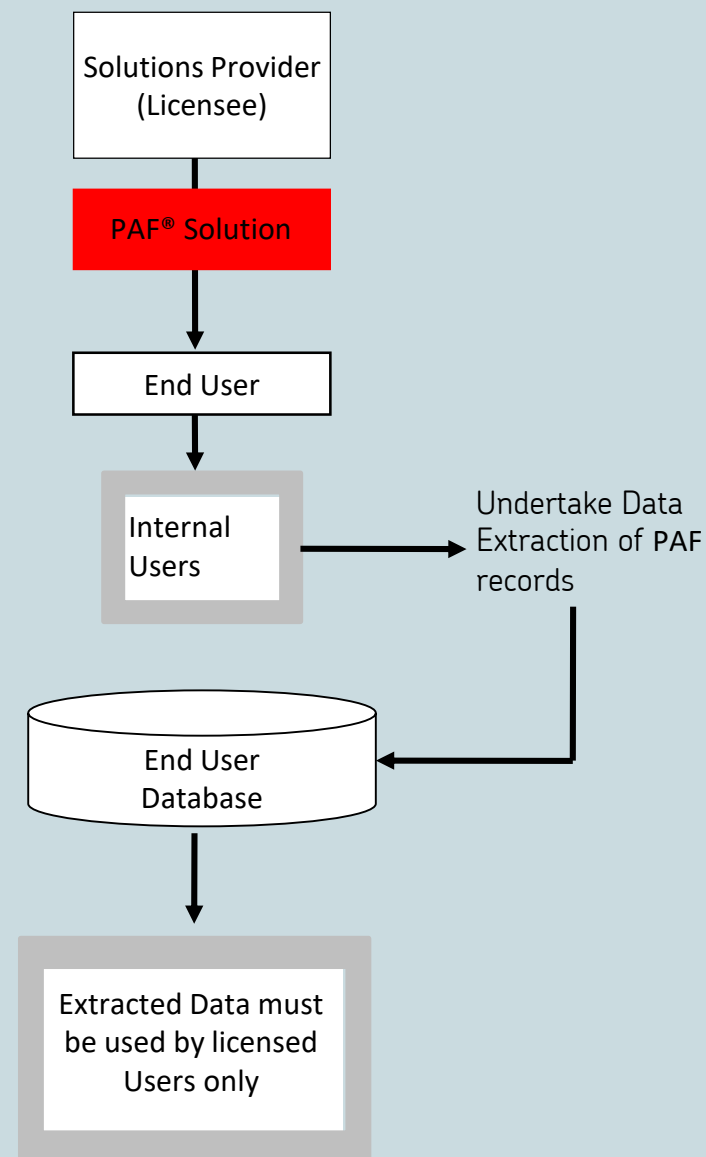 Solutions Provider
(Licensee)
PAF® Solution
End User
Internal
Users
Undertake Data
Extraction of PAF
records
End User
Database
Extracted Data must
be used by licensed
Users only